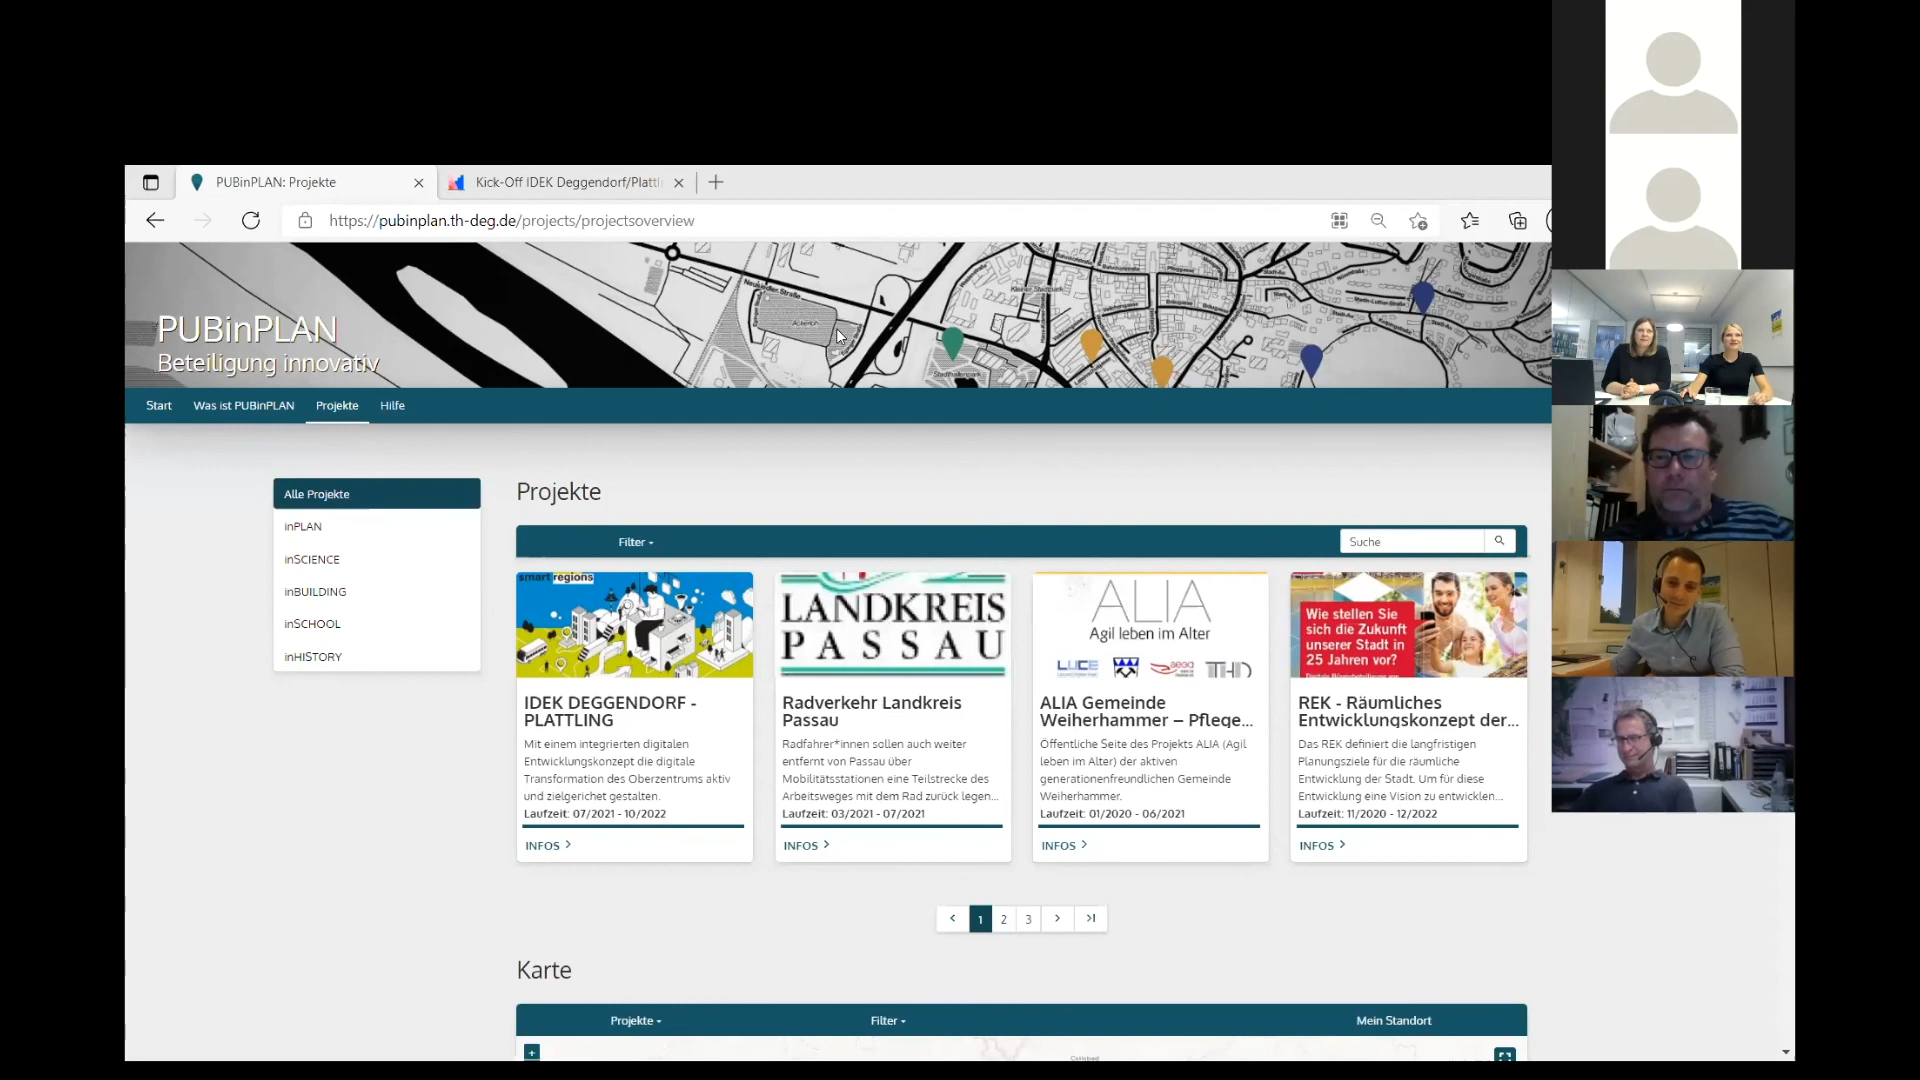 PUBinPLAN: Projekte
Kick-Off IDEK Deggendorf/Plattl
https://pubinplan.th-deg.de/projects/projectsoverview
PUBinPLAN
Beteiligung innovativ
Start
Was ist PUBinPLAN
Projekte
Hilfe
Alle Projekte
inPLAN
inSCIENCE
inBUILDING
inSCHOOL
inHISTORY
Projekte
Filter
Suche
smart regions
IDEK DEGGENDORF -
PLATTLING
Mit einem integrierten digitalen
Entwicklungskonzept die digitale
Transformation des Oberzentrums aktiv
und zielgerichet gestalten.
Laufzeit: 07/2021 - 10/2022
INFOS
LANDKREIS
PASSAU
Radverkehr Landkreis
Passau
Radfahrer*innen sollen auch weiter
entfernt von Passau über
Mobilitätsstationen eine Teilstrecke des
Arbeitsweges mit dem Rad zurück legen...
Laufzeit: 03/2021 - 07/2021
INFOS
ALIA
Agil leben im Alter
LUCE
aeoa
THD
ALIA Gemeinde
Weiherhammer – Pflege...
Öffentliche Seite des Projekts ALIA (Agil
leben im Alter) der aktiven
generationenfreundlichen Gemeinde
Weiherhammer.
Laufzeit: 01/2020 - 06/2021
INFOS
Wie stellen Sie
sich die Zukunft
unserer Stadt in
25 Jahren vor?
REK - Räumliches
Entwicklungskonzept der...
Das REK definiert die langfristigen
Planungsziele für die räumliche
Entwicklung der Stadt. Um für diese
Entwicklung eine Vision zu entwicklen...
Laufzeit: 11/2020 - 12/2022
INFOS
1
2
3
Karte
Projekte
Filter
Mein Standort
+